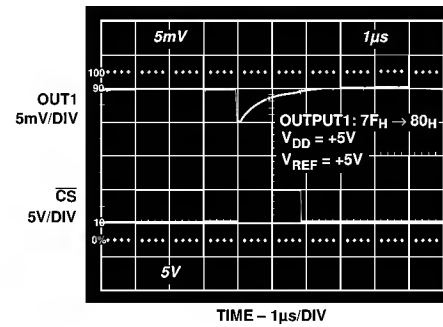 5mV 1µs
100
90
OUT1
5mV/DIV
OUTPUT1: 7FH → 80H
VDD = +5V
VREF = +5V
CS
5V/DIV
10
0%
5V
TIME – 1µs/DIV